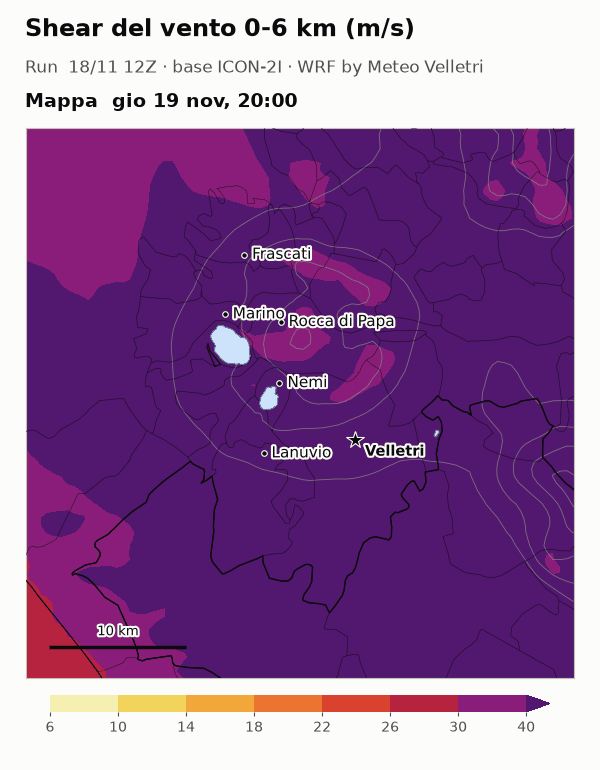 Shear del vento 0-6 km (m/s)
Run  18/11 12Z · base ICON-2I · WRF by Meteo Velletri
Mappa  gio 19 nov, 20:00
Frascati
Marino
Rocca di Papa
Nemi
Velletri
Lanuvio
10 km
6 10 14 18 22 26 30 40